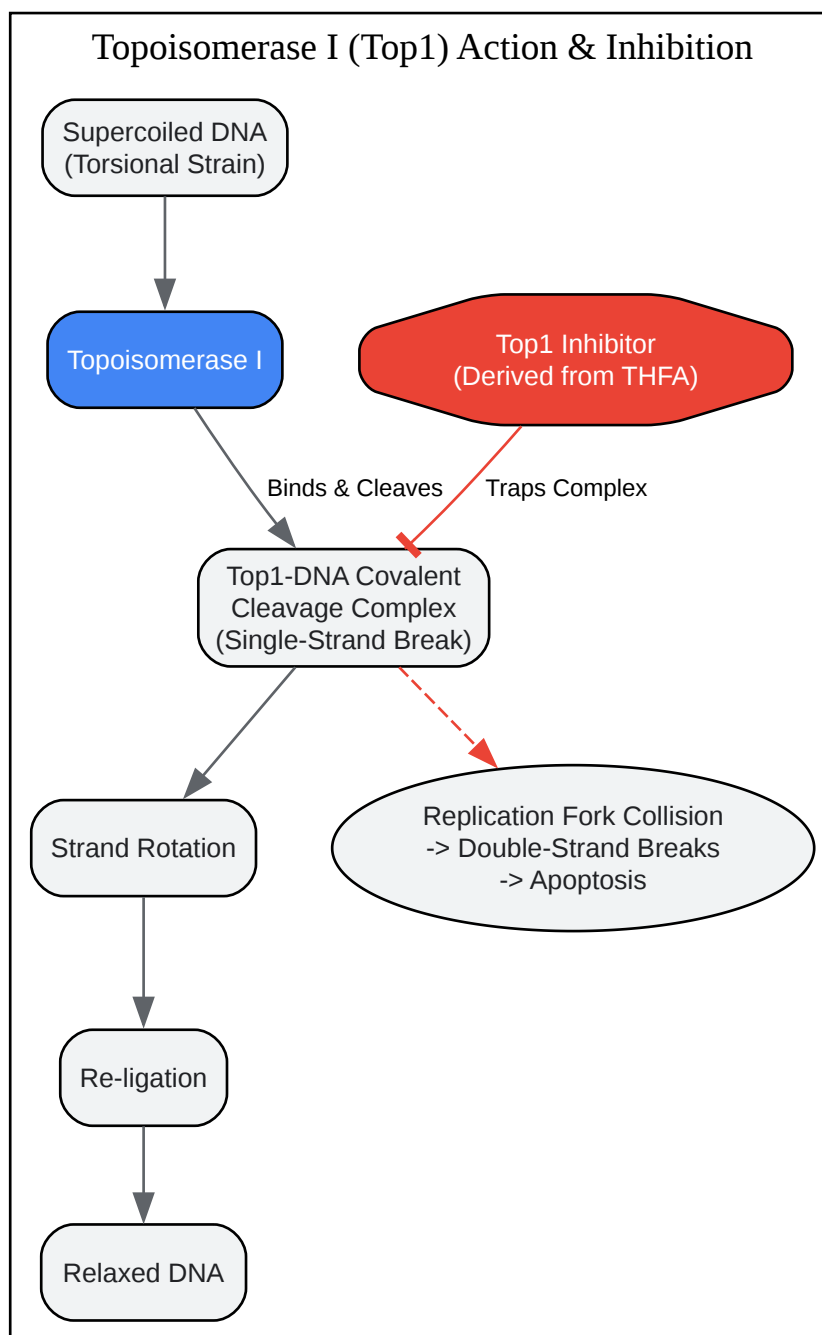 Topoisomerase I (Top1) Action & Inhibition
Supercoiled DNA
(Torsional Strain)
Topoisomerase I
Top1 Inhibitor
(Derived from THFA)
Binds & Cleaves
Traps Complex
Top1-DNA Covalent
Cleavage Complex
(Single-Strand Break)
Strand Rotation
Replication Fork Collision
-> Double-Strand Breaks
-> Apoptosis
Re-ligation
Relaxed DNA